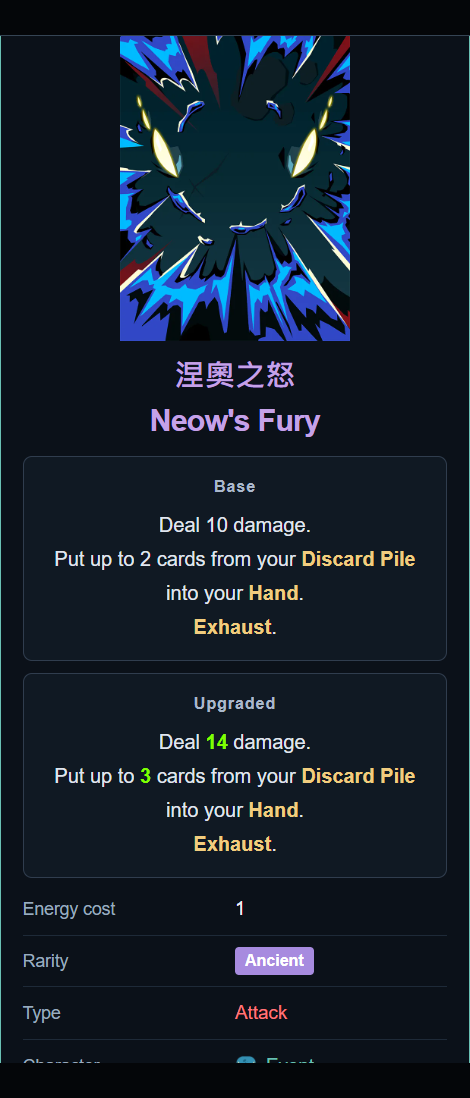 涅奧之怒
Neow's Fury
Base
Deal 10 damage.
Put up to 2 cards from your Discard Pile
into your Hand.
Exhaust.
Upgraded
Deal 14 damage.
Put up to 3 cards from your Discard Pile
into your Hand.
Exhaust.
Energy cost 1
Rarity Ancient
Type Attack